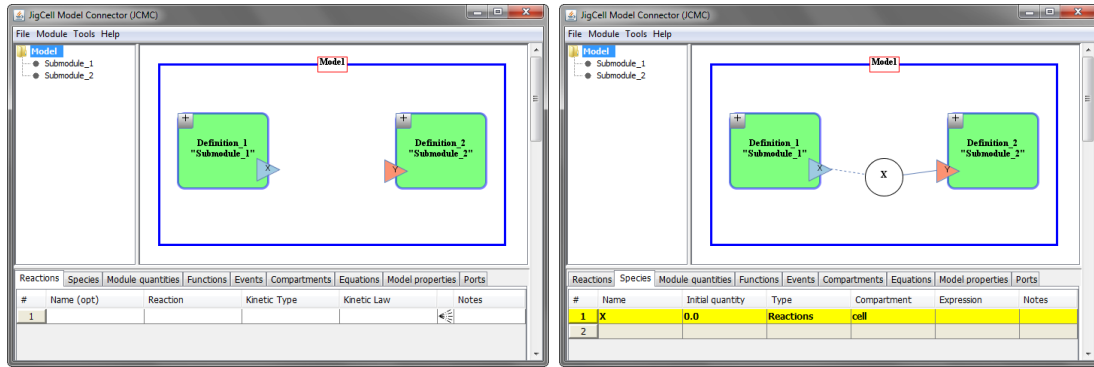 JigCell Model Connector (JCMC)
File Module Tools Help
Model
Submodule_1
Submodule_2
Model
Definition_1
"Submodule_1"
X
Definition_2
"Submodule_2"
Y
Reactions Species Module quantities Functions Events Compartments Equations Model properties Ports
# Name (opt) Reaction Kinetic Type Kinetic Law Notes
1
JigCell Model Connector (JCMC)
File Module Tools Help
Model
Submodule_1
Submodule_2
Model
Definition_1
"Submodule_1"
X
X
Definition_2
"Submodule_2"
Y
Reactions Species Module quantities Functions Events Compartments Equations Model properties Ports
# Name Initial quantity Type Compartment Expression Notes
1 X 0.0 Reactions cell
2